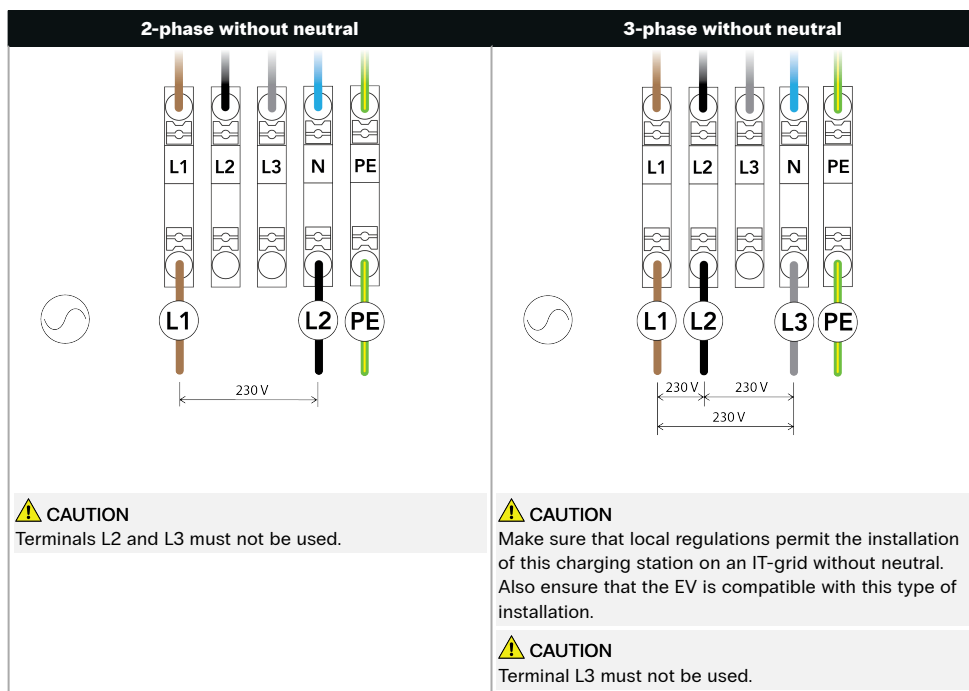 2-phase without neutral
L1 L2 L3 N PE
L1 L2 PE
230 V
CAUTION
Terminals L2 and L3 must not be used.
3-phase without neutral
L1 L2 L3 N PE
L1 L2 L3 PE
230 V 230 V
230 V
CAUTION
Make sure that local regulations permit the installation
of this charging station on an IT-grid without neutral.
Also ensure that the EV is compatible with this type of
installation.
CAUTION
Terminal L3 must not be used.